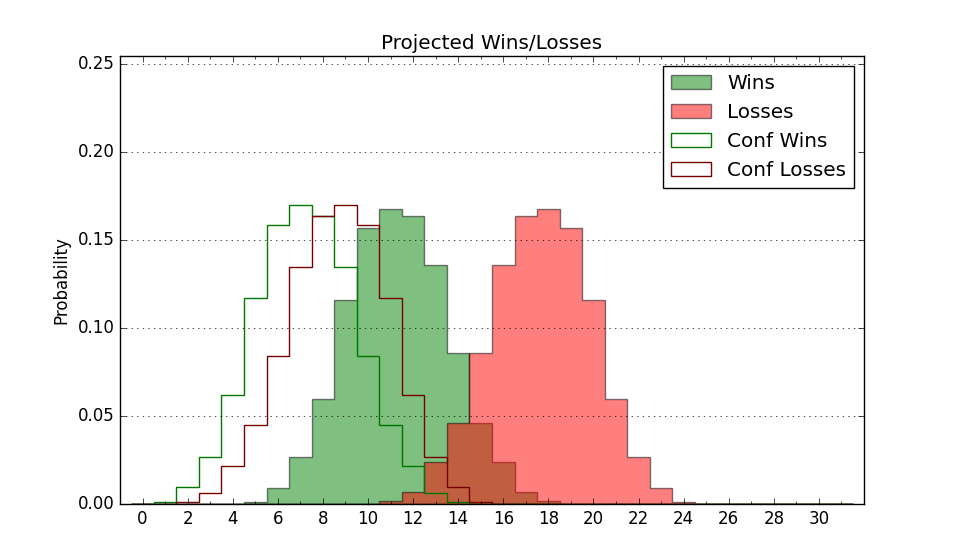 Projected Wins/Losses
0.25
0.20
0.15
0.10
0.05
0.00
Probability
Wins
Losses
Conf Wins
Conf Losses
0 2 4 6 8 10 12 14 16 18 20 22 24 26 28 30